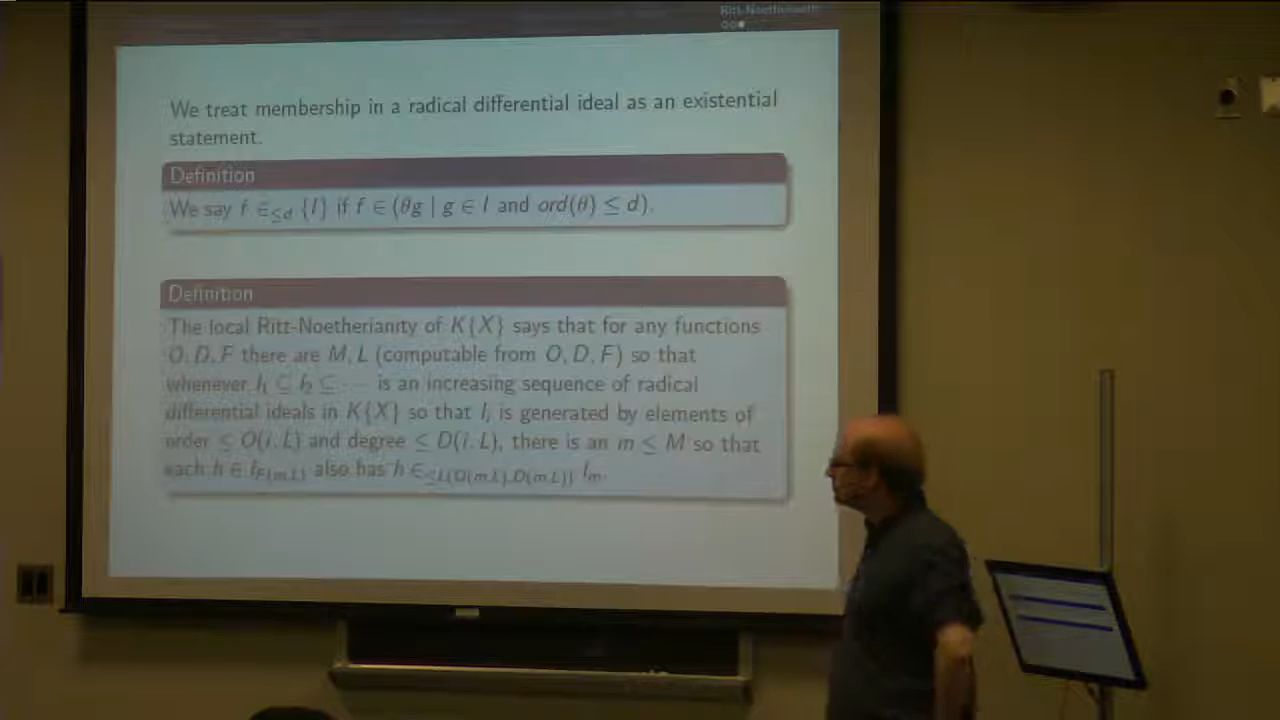 Ritt-Noetherianity
We treat membership in a radical differential ideal as an existential
statement.
Definition
We say f ∈≤d {I} if f ∈ (θg | g ∈ I and ord(θ) ≤ d).
Definition
The local Ritt-Noetherianity of K{X} says that for any functions
O, D, F there are M, L (computable from O, D, F) so that
whenever I₁ ⊆ I₂ ⊆ ··· is an increasing sequence of radical
differential ideals in K{X} so that Iᵢ is generated by elements of
order ≤ O(i, L) and degree ≤ D(i, L), there is an m ≤ M so that
each h ∈ I_F(m,L) also has h ∈≤L(O(m,L),D(m,L)) Iₘ.